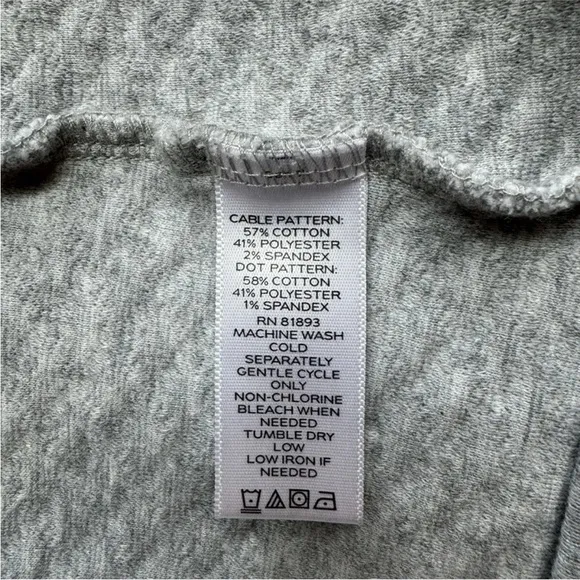 CABLE PATTERN:
57% COTTON
41% POLYESTER
2% SPANDEX
DOT PATTERN:
58% COTTON
41% POLYESTER
1% SPANDEX
RN 81893
MACHINE WASH
COLD
SEPARATELY
GENTLE CYCLE
ONLY
NON-CHLORINE
BLEACH WHEN
NEEDED
TUMBLE DRY
LOW
LOW IRON IF
NEEDED